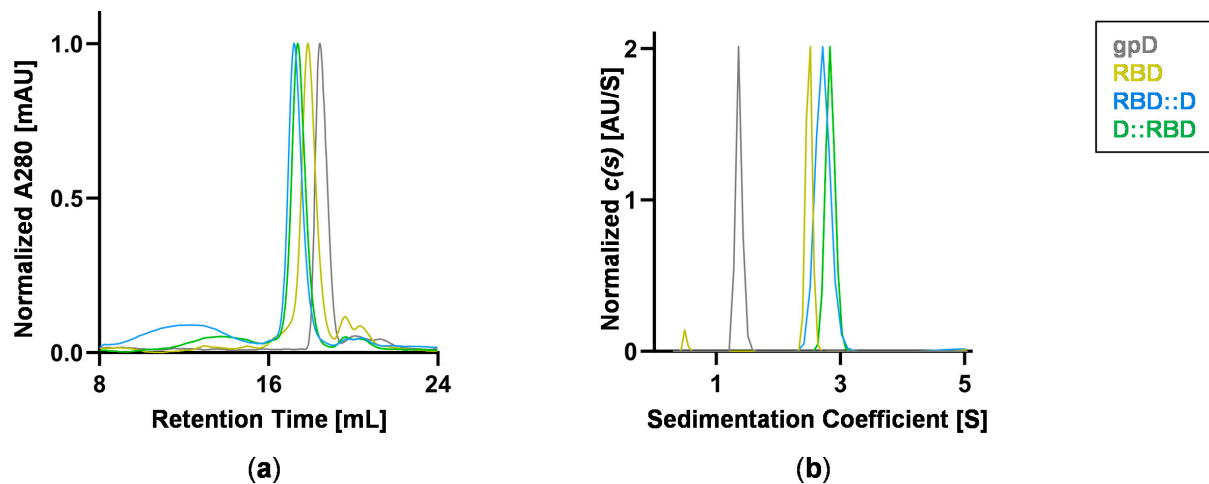 Normalized A280 [mAU]
1.0
0.5
0.0
8
16
24
Retention Time [mL]
(a)
Normalized c(s) [AU/S]
2
1
0
1
3
5
Sedimentation Coefficient [S]
(b)
gpD
RBD
RBD::D
D::RBD